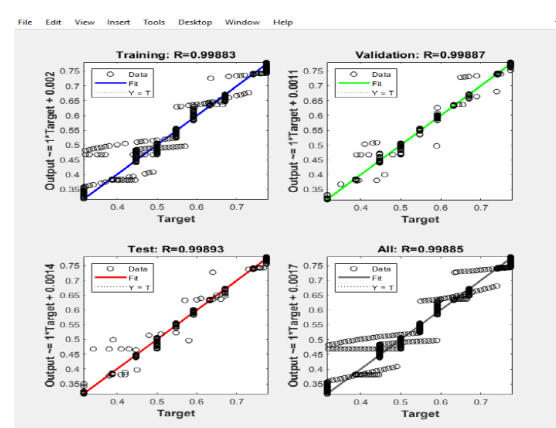 File Edit View Insert Tools Desktop Window Help
Training: R=0.99883
Output ~= 1*Target + 0.002
0.75
0.7
0.65
0.6
0.55
0.5
0.45
0.4
0.35
Data
Fit
Y = T
0.4 0.5 0.6 0.7
Target
Validation: R=0.99887
Output ~= 1*Target + 0.0011
0.75
0.7
0.65
0.6
0.55
0.5
0.45
0.4
0.35
Data
Fit
Y = T
0.4 0.5 0.6 0.7
Target
Test: R=0.99893
Output ~= 1*Target + 0.0014
0.75
0.7
0.65
0.6
0.55
0.5
0.45
0.4
0.35
Data
Fit
Y = T
0.4 0.5 0.6 0.7
Target
All: R=0.99885
Output ~= 1*Target + 0.0017
0.75
0.7
0.65
0.6
0.55
0.5
0.45
0.4
0.35
Data
Fit
Y = T
0.4 0.5 0.6 0.7
Target